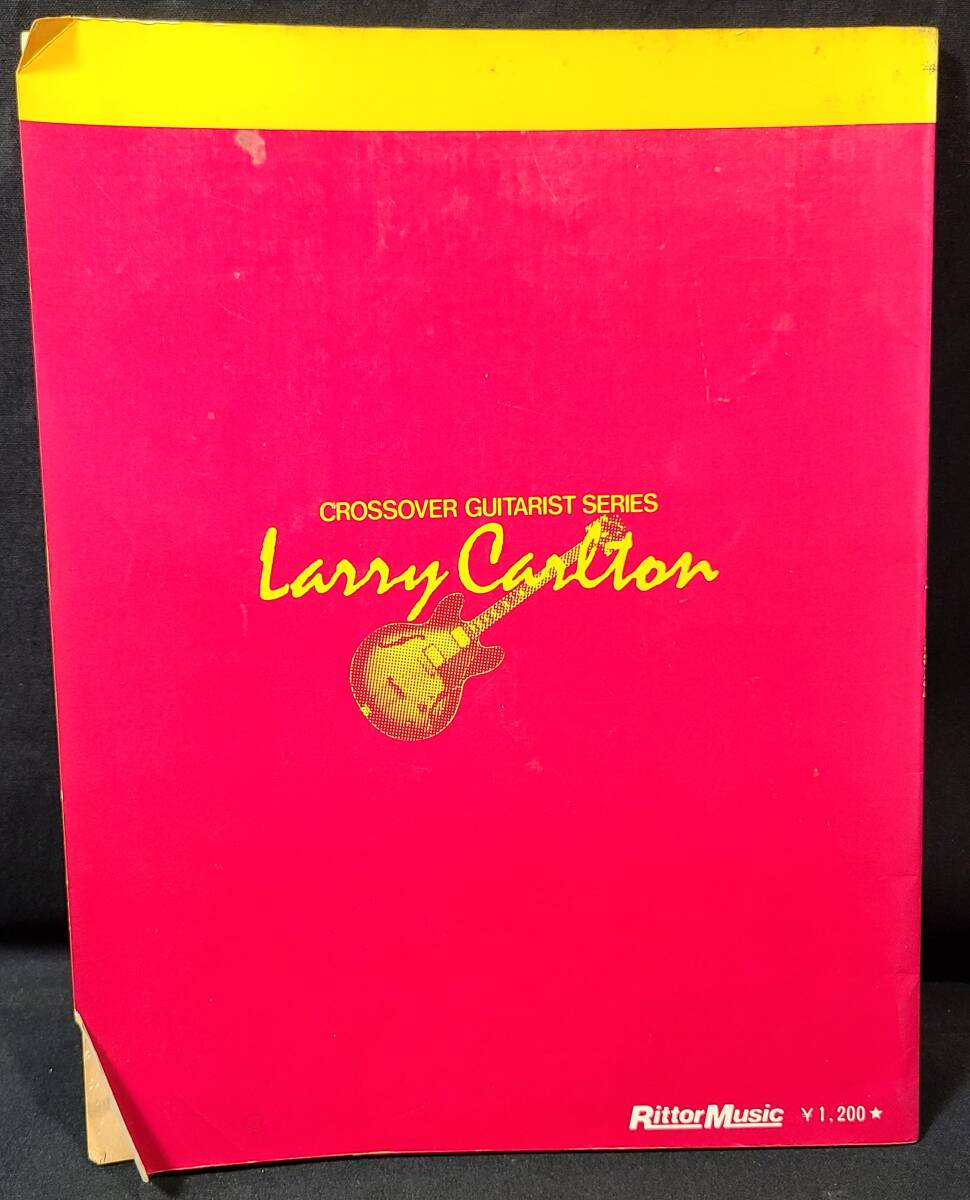 CROSSOVER GUITARIST SERIES
Larry Carlton
RittorMusic ¥1,200★